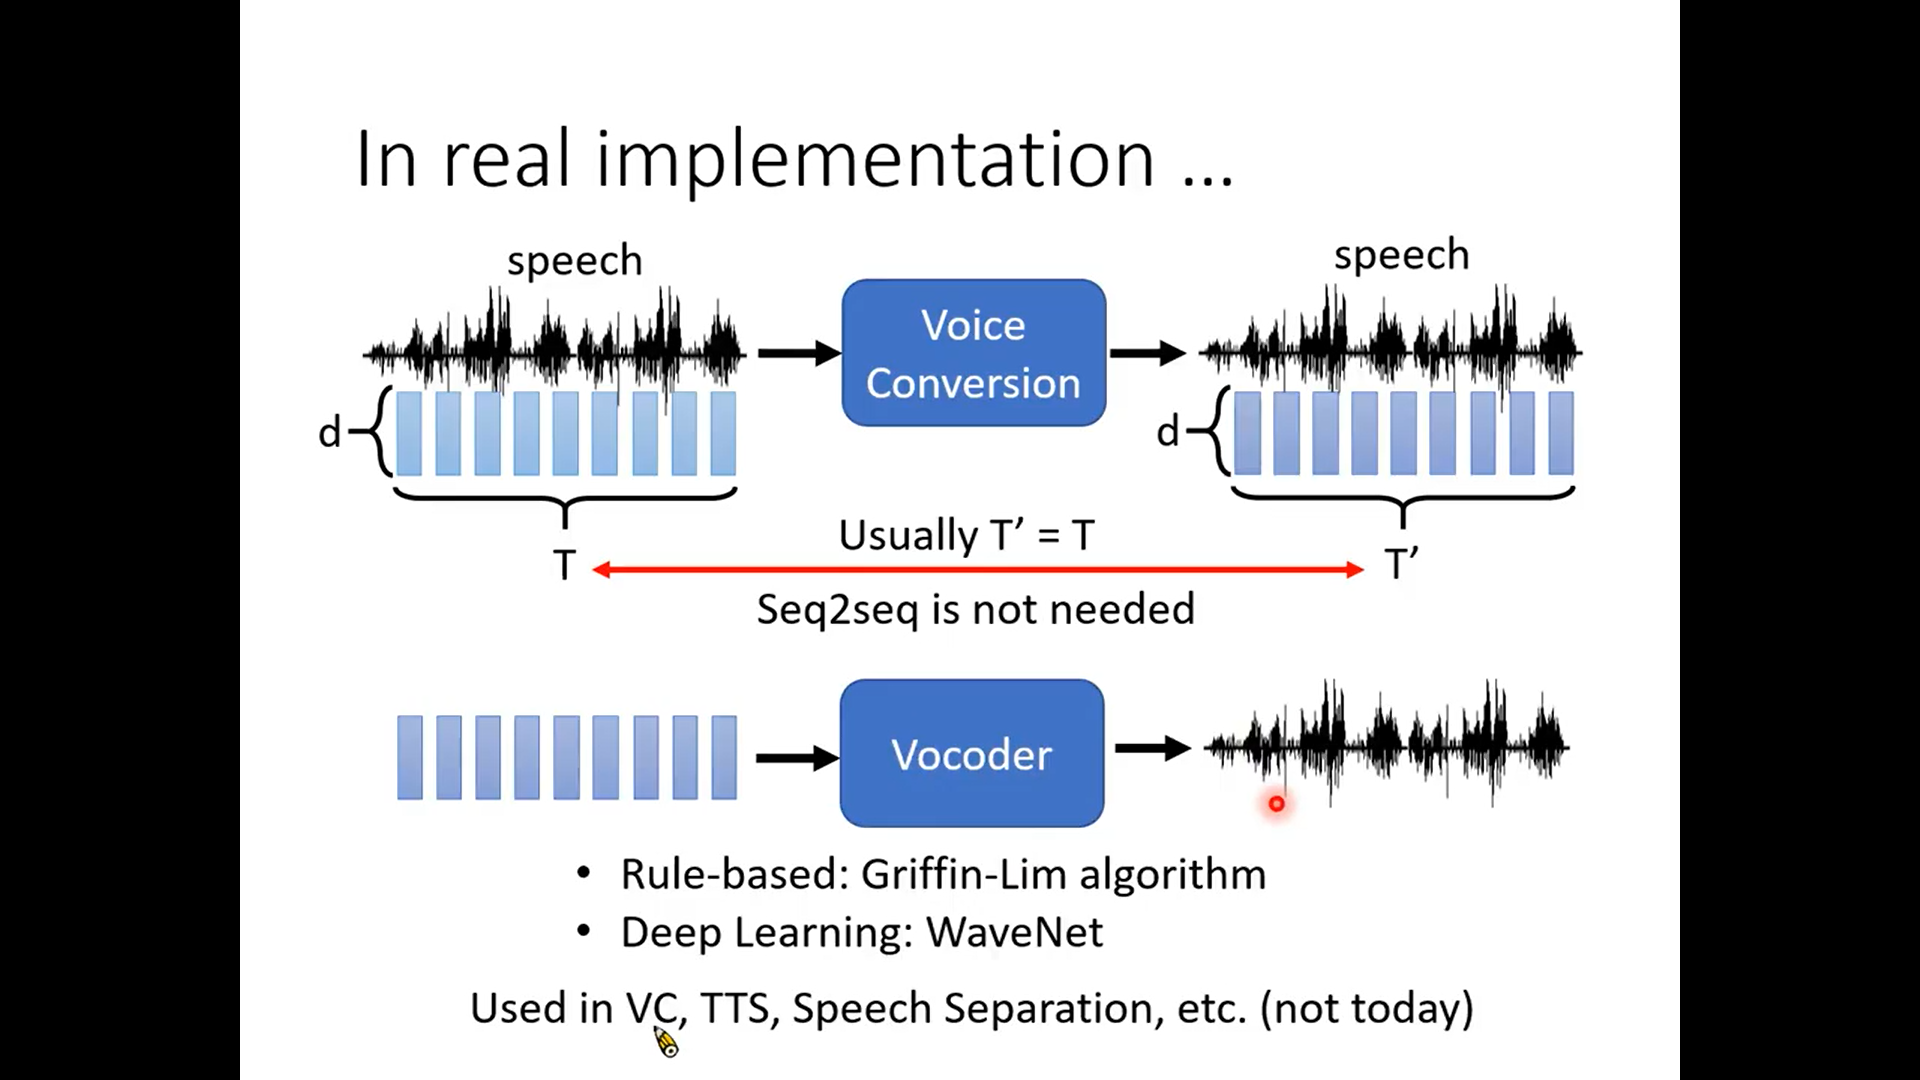 In real implementation ...
speech
speech
Voice
Conversion
d
d
Usually T’ = T
T
T’
Seq2seq is not needed
Vocoder
• Rule-based: Griffin-Lim algorithm
• Deep Learning: WaveNet
Used in VC, TTS, Speech Separation, etc. (not today)